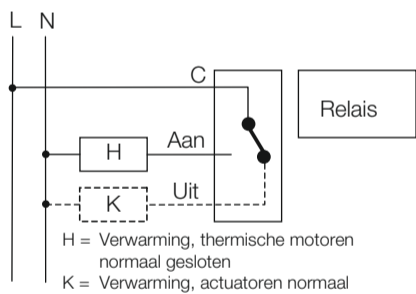 L N
C
Relais
Aan
H
Uit
K
H = Verwarming, thermische motoren
normaal gesloten
K = Verwarming, actuatoren normaal